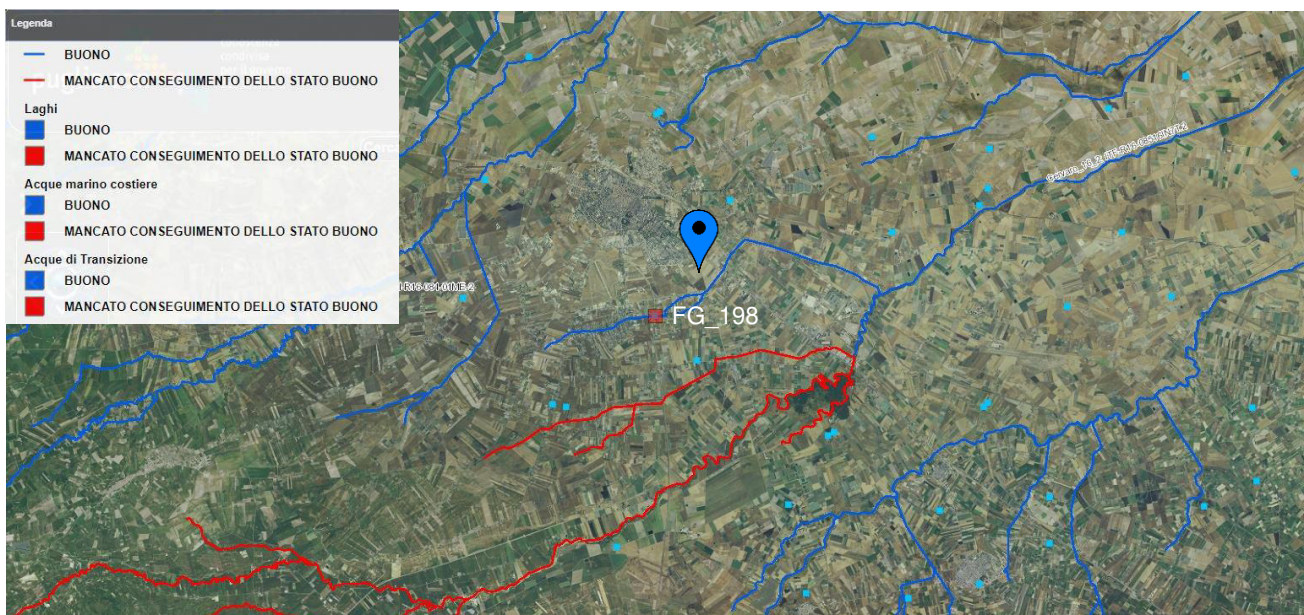 Legenda
BUONO
MANCATO CONSEGUIMENTO DELLO STATO BUONO
Laghi
BUONO
MANCATO CONSEGUIMENTO DELLO STATO BUONO
Acque marino costiere
BUONO
MANCATO CONSEGUIMENTO DELLO STATO BUONO
Acque di Transizione
BUONO
MANCATO CONSEGUIMENTO DELLO STATO BUONO
FG_198